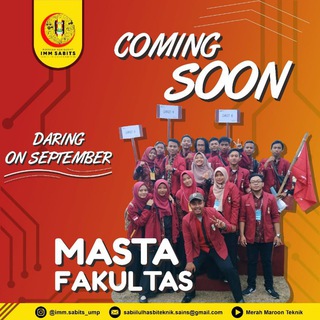 IMM SABITS
COMING
SOON
DARING
ON SEPTEMBER
MASTA
FAKULTAS
@imm.sabits_ump
sabiilulhasbiteknik.sains@gmail.com
Merah Maroon Teknik